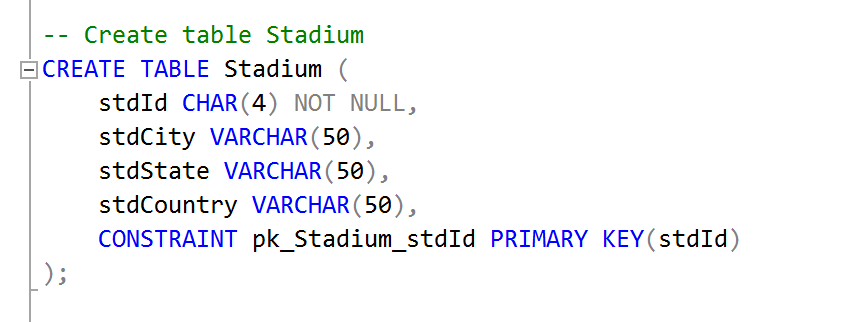 -- Create table Stadium
CREATE TABLE Stadium (
    stdId CHAR(4) NOT NULL,
    stdCity VARCHAR(50),
    stdState VARCHAR(50),
    stdCountry VARCHAR(50),
    CONSTRAINT pk_Stadium_stdId PRIMARY KEY(stdId)
);